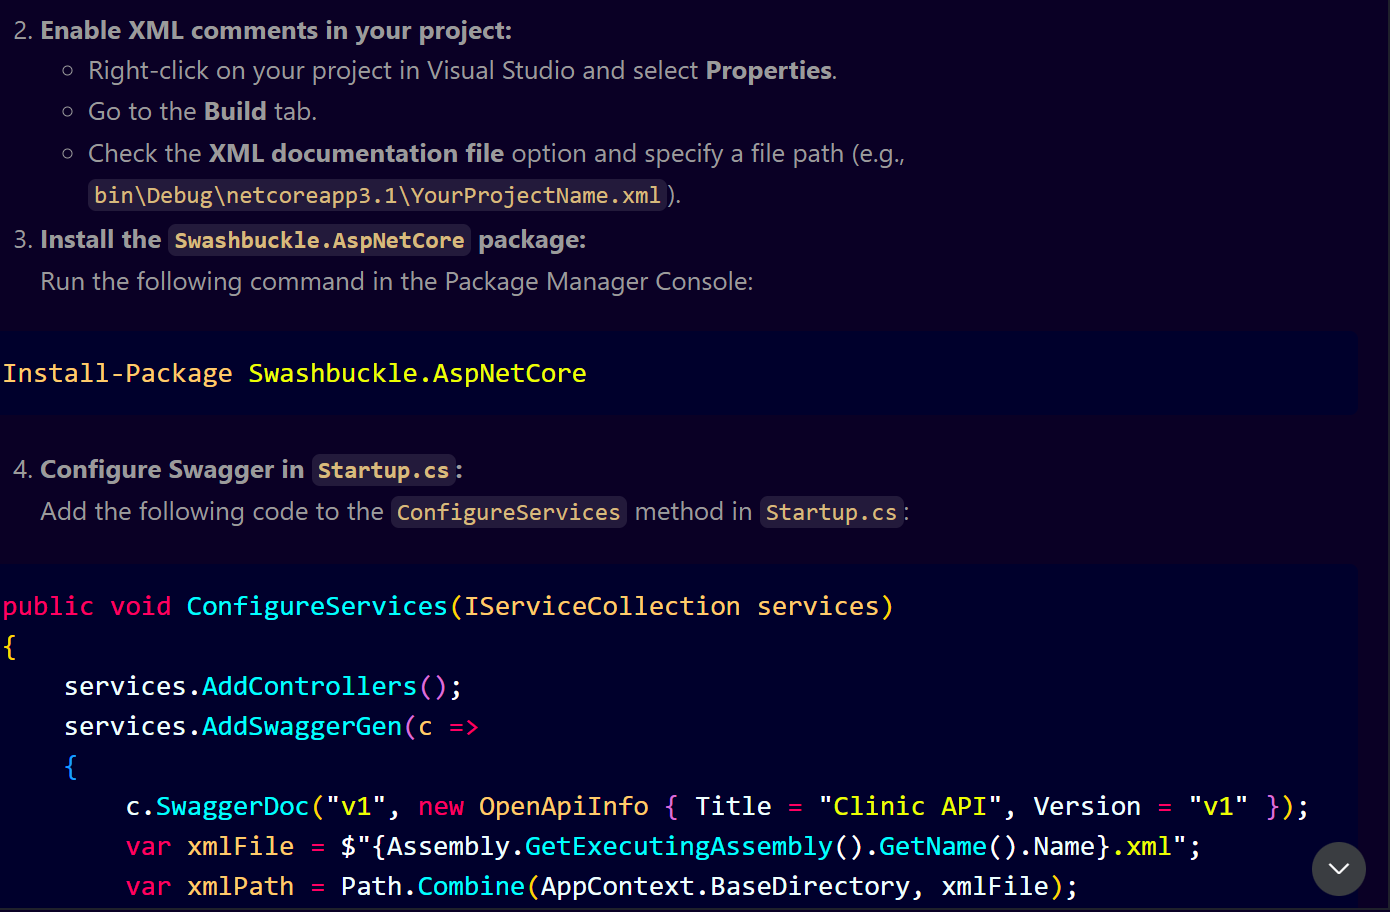 2. Enable XML comments in your project:
○ Right-click on your project in Visual Studio and select Properties.
○ Go to the Build tab.
○ Check the XML documentation file option and specify a file path (e.g.,
bin\Debug\netcoreapp3.1\YourProjectName.xml).
3. Install the Swashbuckle.AspNetCore package:
Run the following command in the Package Manager Console:
Install-Package Swashbuckle.AspNetCore
4. Configure Swagger in Startup.cs:
Add the following code to the ConfigureServices method in Startup.cs:
public void ConfigureServices(IServiceCollection services)
{
    services.AddControllers();
    services.AddSwaggerGen(c =>
    {
        c.SwaggerDoc("v1", new OpenApiInfo { Title = "Clinic API", Version = "v1" });
        var xmlFile = $"{Assembly.GetExecutingAssembly().GetName().Name}.xml";
        var xmlPath = Path.Combine(AppContext.BaseDirectory, xmlFile);